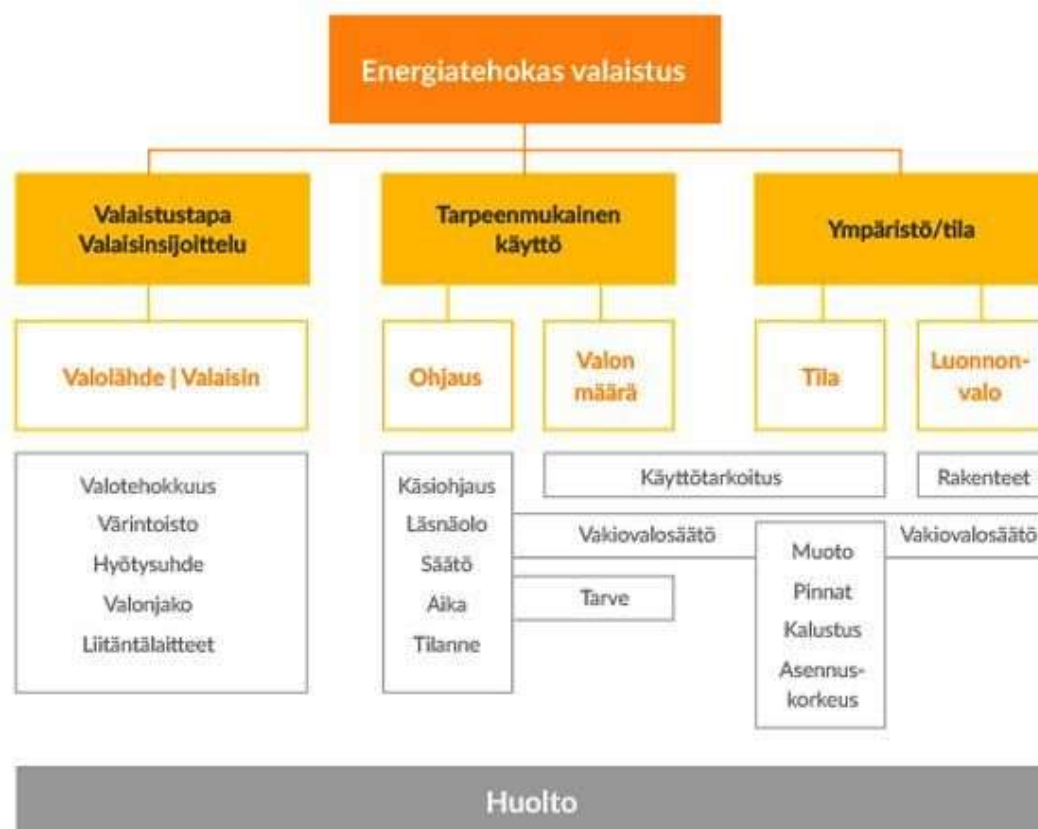 Energiatehokas valaistus
Valaistustapa
Valaisinsijoittelu
Tarpeenmukainen
käyttö
Ympäristö/tila
Valolähde | Valaisin
Ohjaus
Valon
määrä
Tila
Luonnon-
valo
Valotehokkuus
Värintoisto
Hyötysuhde
Valonjako
Liitäntälaitteet
Käsiohjaus
Läsnäolo
Säätö
Aika
Tilanne
Käyttötarkoitus
Rakenteet
Vakiovalosäätö
Vakiovalosäätö
Tarve
Muoto
Pinnat
Kalustus
Asennus-
korkeus
Huolto